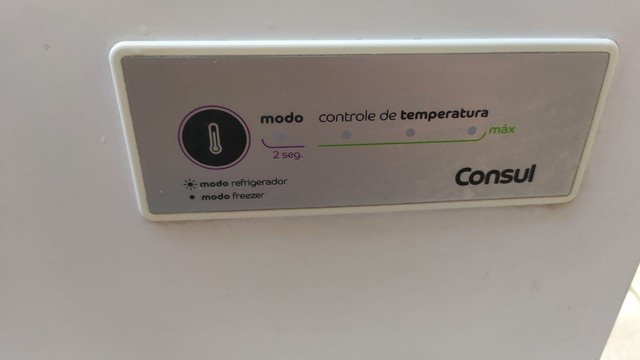 modo controle de temperatura
máx
2 seg.
modo refrigerador
modo freezer
Consul